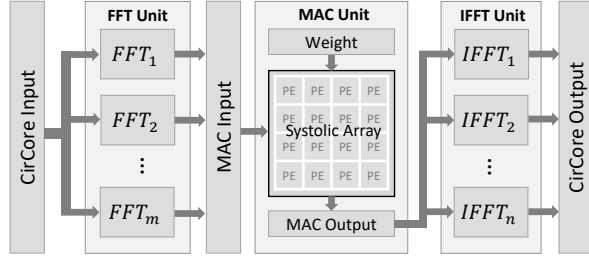 FFT Unit
MAC Unit
IFFT Unit
CirCore Input
FFT₁
FFT₂
⋮
FFTₘ
MAC Input
Weight
PE PE PE PE
PE PE PE PE
Systolic Array
PE PE PE PE
PE PE PE PE
MAC Output
IFFT₁
IFFT₂
⋮
IFFTₙ
CirCore Output